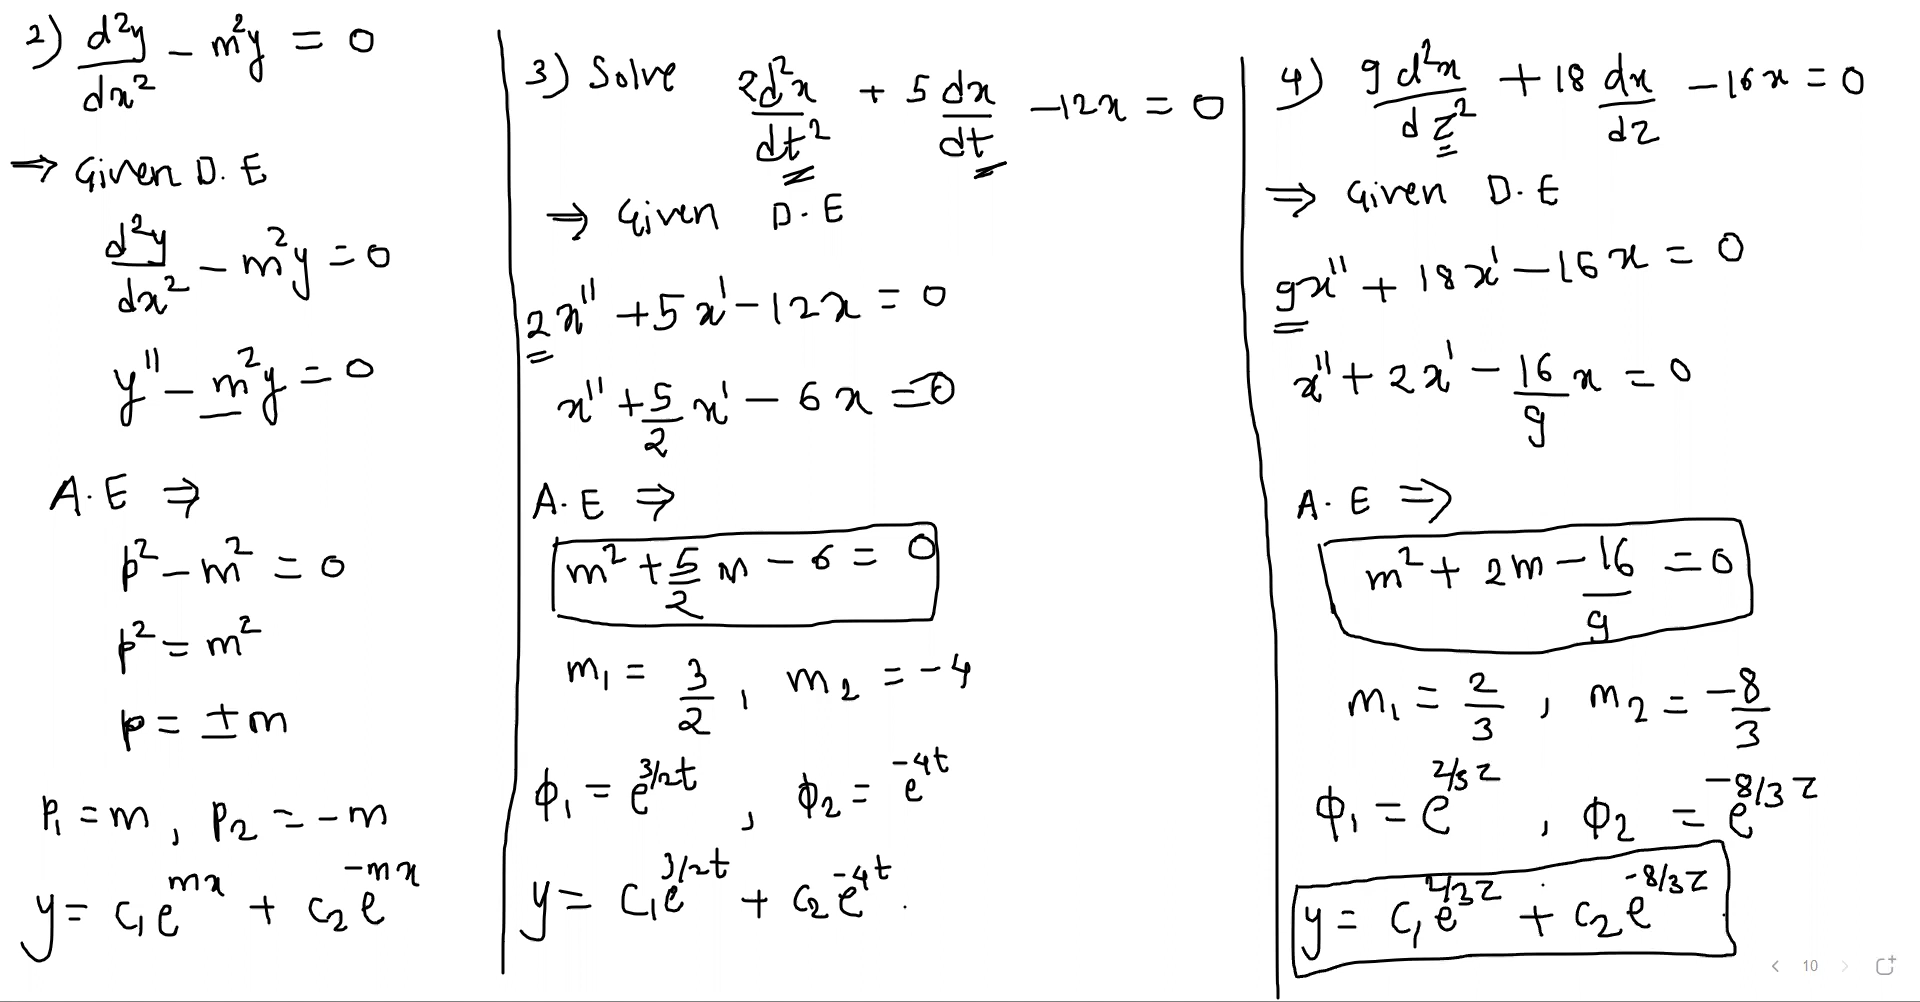 2) d²y/dx² - m²y = 0
⇒ Given D.E
d²y/dx² - m²y = 0
y'' - m²y = 0
A.E ⇒
p² - m² = 0
p² = m²
p = ±m
p₁ = m, p₂ = -m
y = c₁e^mx + c₂e^-mx
3) Solve 2d²x/dt² + 5 dx/dt - 12x = 0
⇒ Given D.E
2x'' + 5x' - 12x = 0
x'' + 5/2 x' - 6x = 0
A.E ⇒
m² + 5/2 m - 6 = 0
m₁ = 3/2, m₂ = -4
ϕ₁ = e^3/2t, ϕ₂ = e^-4t
y = c₁e^3/2t + c₂e^-4t.
4) 9d²x/dz² + 18 dx/dz - 16x = 0
⇒ Given D.E
9x'' + 18x' - 16x = 0
x'' + 2x' - 16/9 x = 0
A.E ⇒
m² + 2m - 16/9 = 0
m₁ = 2/3, m₂ = -8/3
ϕ₁ = e^2/3z, ϕ₂ = e^-8/3z
y = c₁e^2/3z + c₂e^-8/3z
< 10 >